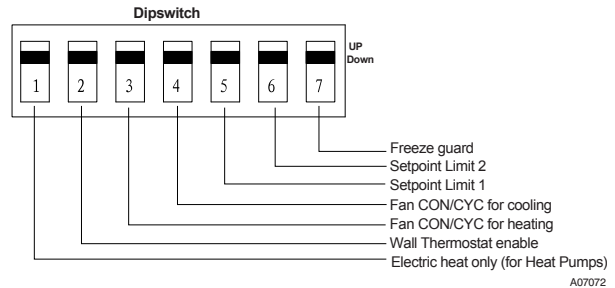 Dipswitch
UP
Down
1 2 3 4 5 6 7
Freeze guard
Setpoint Limit 2
Setpoint Limit 1
Fan CON/CYC for cooling
Fan CON/CYC for heating
Wall Thermostat enable
Electric heat only (for Heat Pumps)
A07072